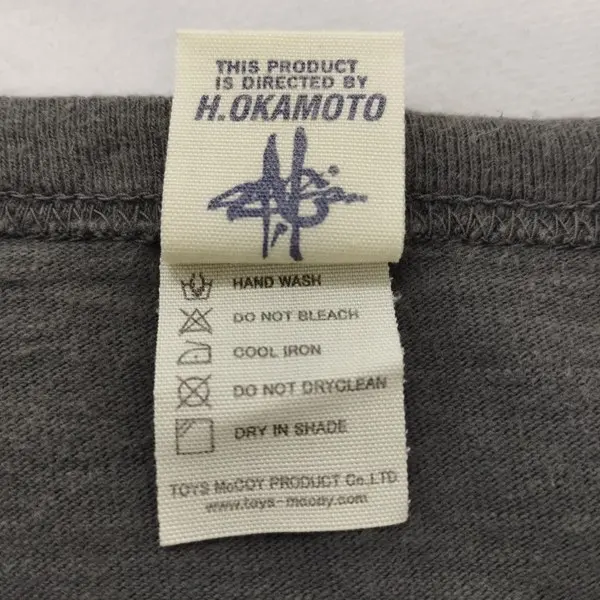 THIS PRODUCT
IS DIRECTED BY
H.OKAMOTO
HAND WASH
DO NOT BLEACH
COOL IRON
DO NOT DRYCLEAN
DRY IN SHADE
TOYS McCOY PRODUCT Co.LTD
www.toys-mccoy.com